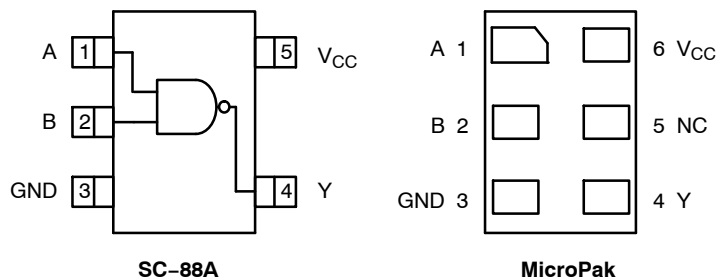 A 1 5 VCC
B 2
GND 3 4 Y
SC–88A
A 1 6 VCC
B 2 5 NC
GND 3 4 Y
MicroPak